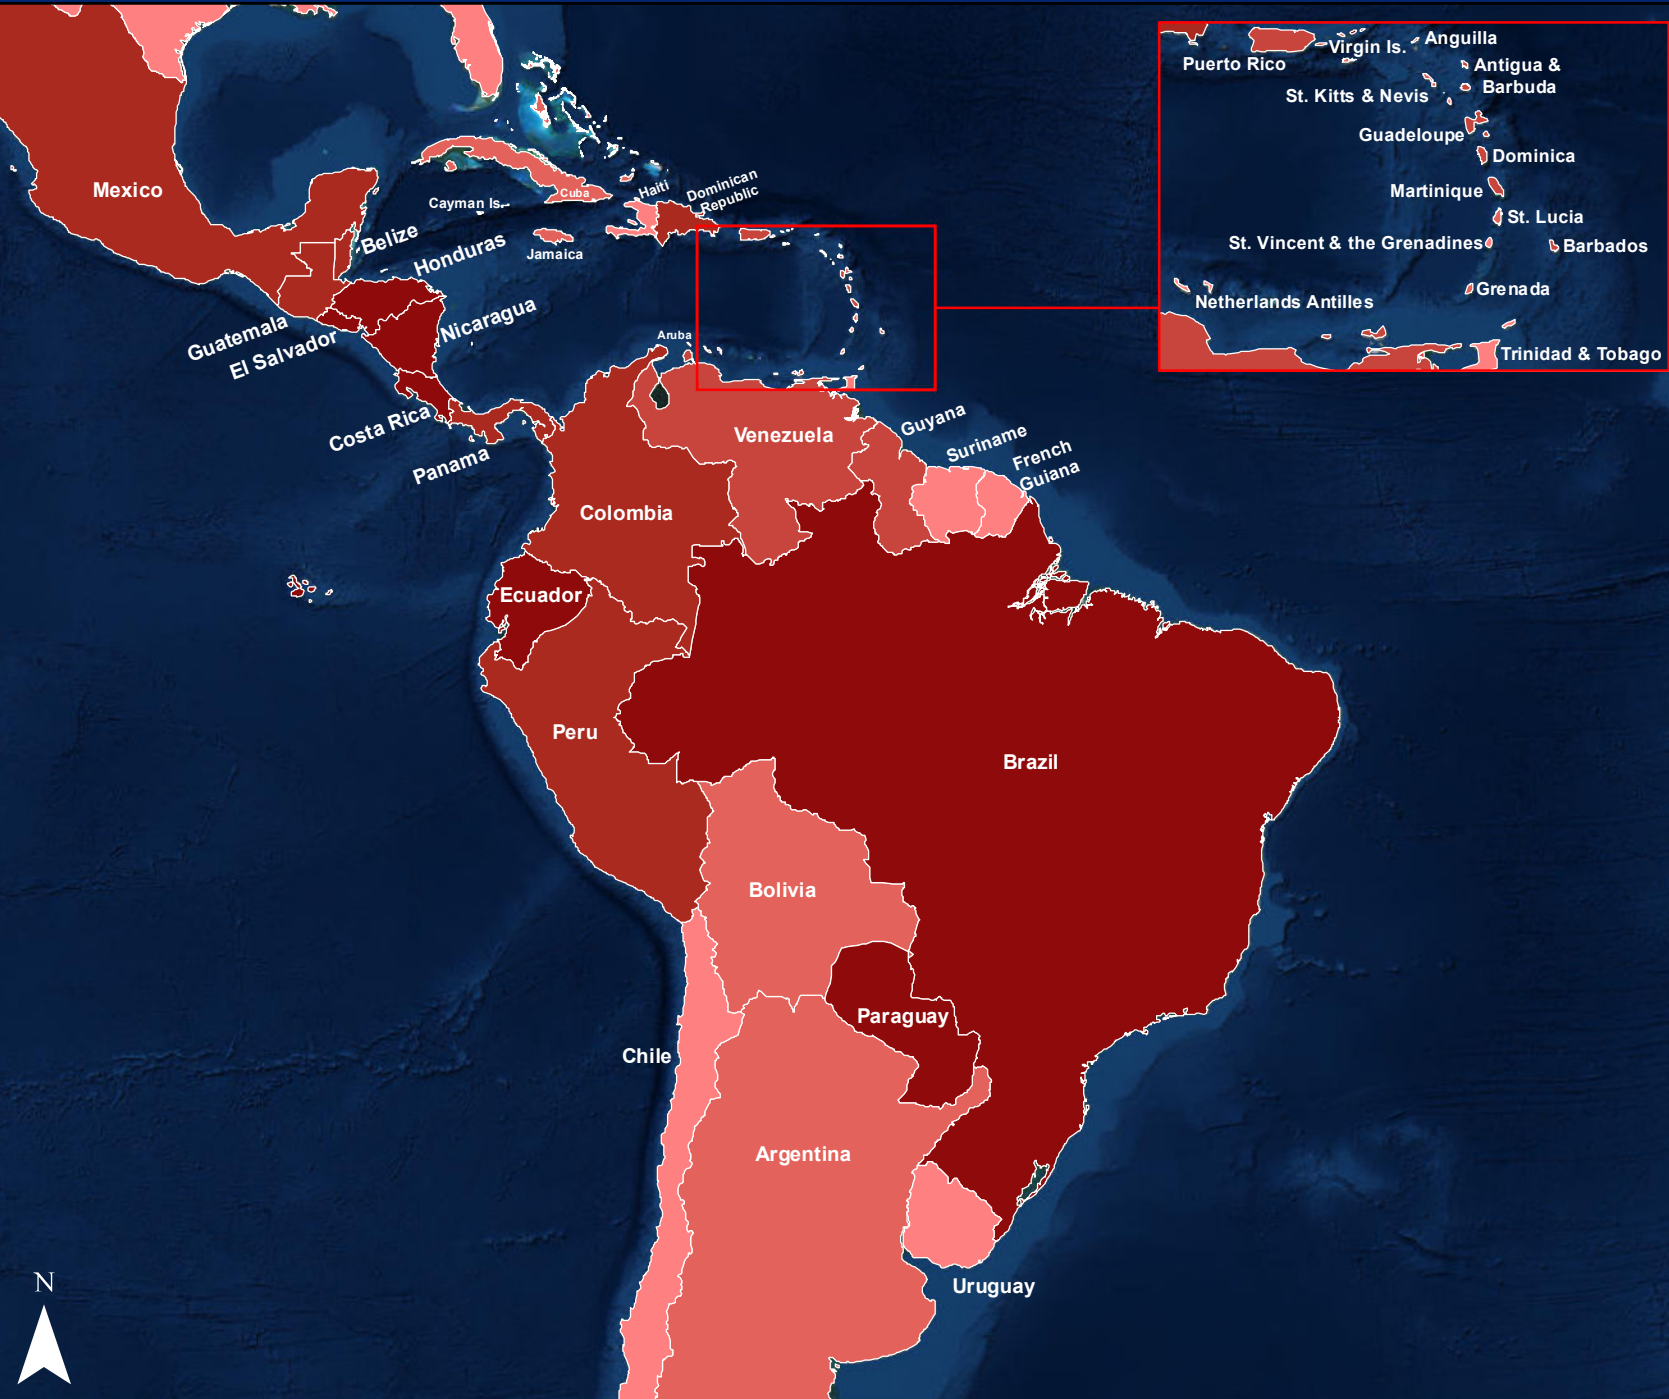 Mexico
Cayman Is.
Cuba
Haiti
Dominican
Republic
Jamaica
Belize
Honduras
Nicaragua
Guatemala
El Salvador
Costa Rica
Panama
Aruba
Venezuela
Guyana
Suriname
French
Guiana
Colombia
Ecuador
Peru
Brazil
Bolivia
Paraguay
Chile
Argentina
Uruguay
N
Puerto Rico
Virgin Is.
Anguilla
Antigua &
Barbuda
St. Kitts & Nevis
Guadeloupe
Dominica
Martinique
St. Lucia
St. Vincent & the Grenadines
Barbados
Grenada
Netherlands Antilles
Trinidad & Tobago